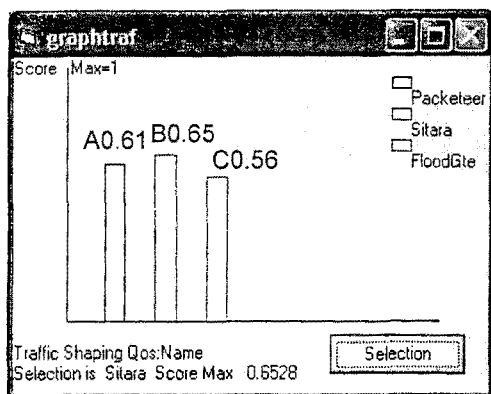 graphtraf
Score Max=1
Packeteer
Sitara
FloodGte
A0.61 B0.65
C0.56
Traffic Shaping Qos:Name
Selection is Sitara Score Max 0.6528
Selection